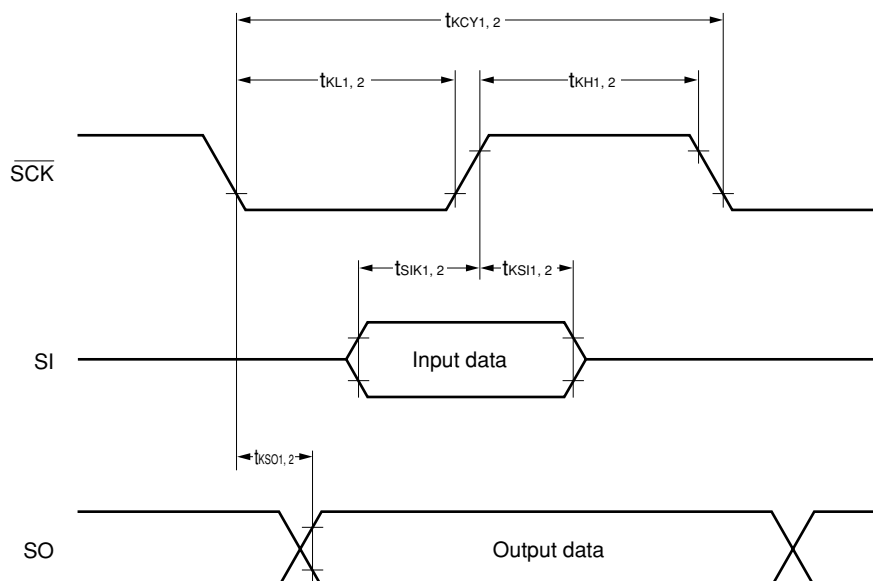 tKCY1, 2
tKL1, 2 tKH1, 2
SCK
tSIK1, 2 tKSI1, 2
SI Input data
tKSO1, 2
SO Output data